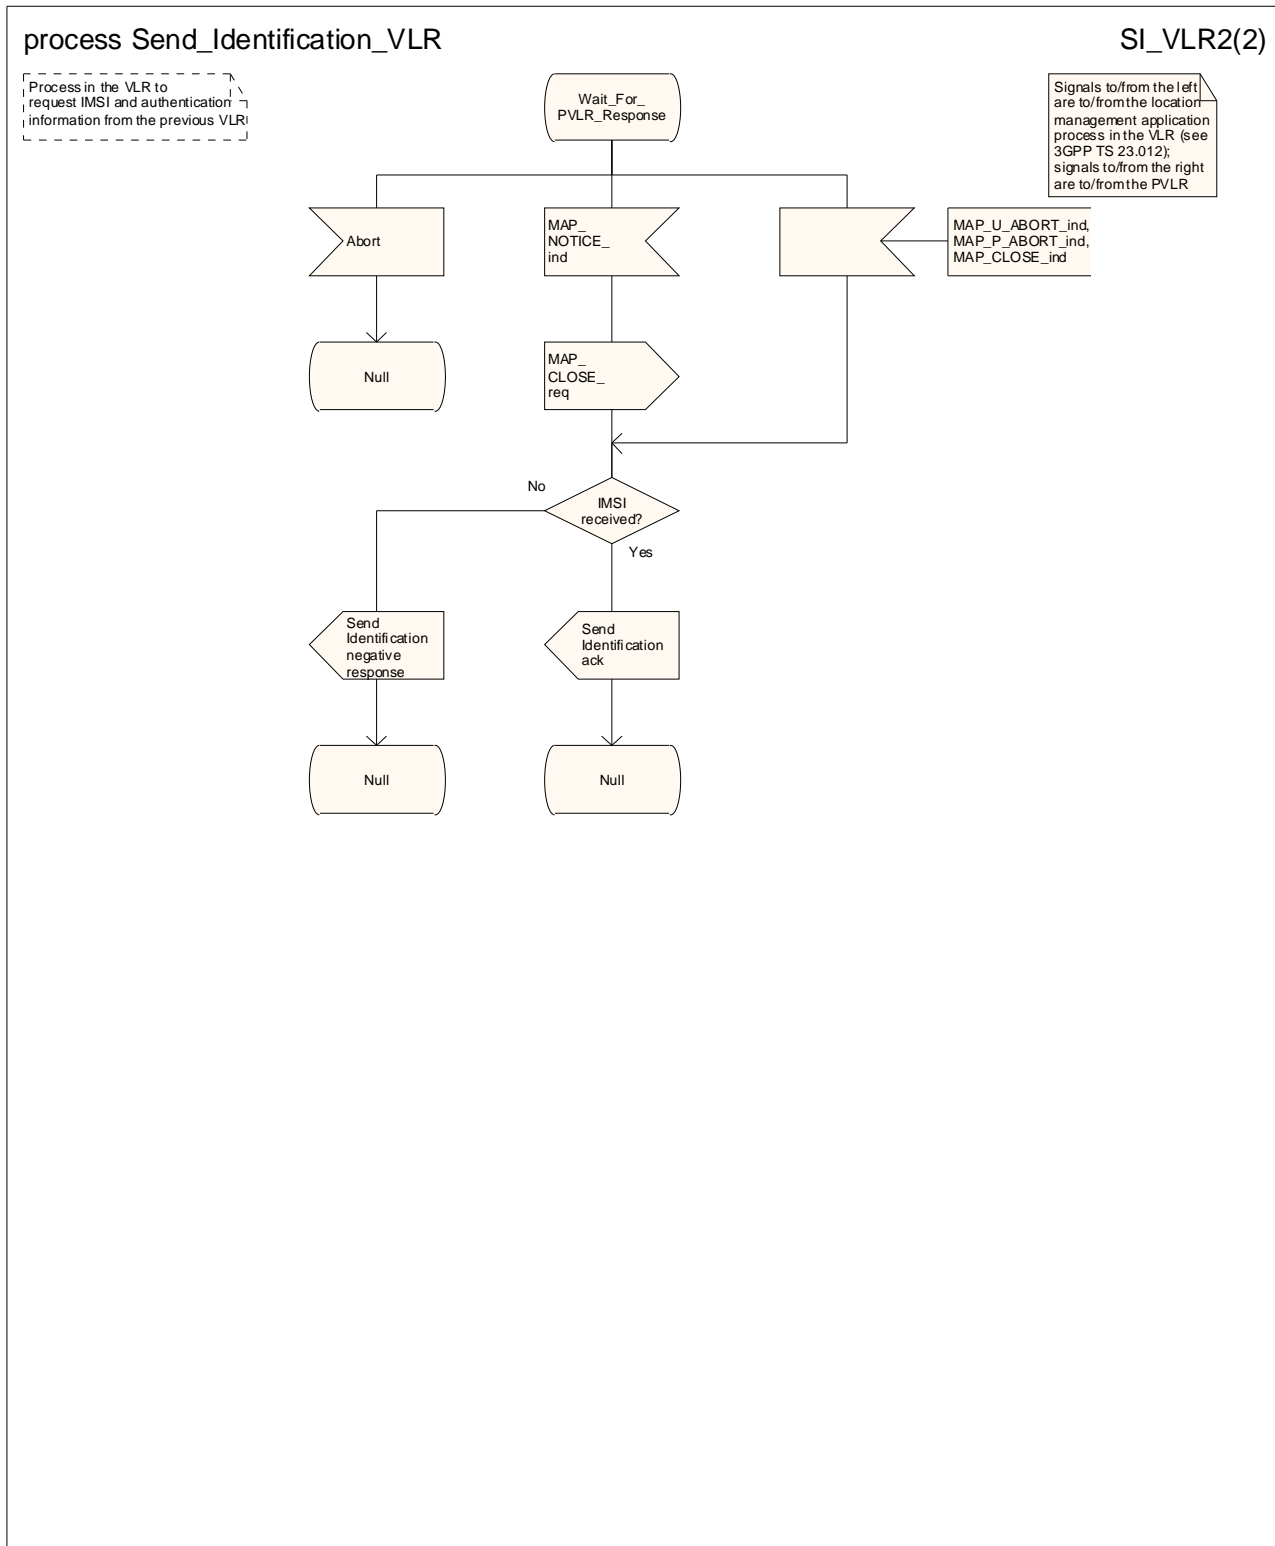 process Send_Identification_VLR
SI_VLR2(2)
Process in the VLR to
request IMSI and authentication
information from the previous VLR
Wait_For_
PVLR_Response
Signals to/from the left
are to/from the location
management application
process in the VLR (see
3GPP TS 23.012);
signals to/from the right
are to/from the PVLR
Abort
MAP_
NOTICE_
ind
MAP_U_ABORT_ind,
MAP_P_ABORT_ind,
MAP_CLOSE_ind
Null
MAP_
CLOSE_
req
No
IMSI
received?
Yes
Send
Identification
negative
response
Send
Identification
ack
Null
Null